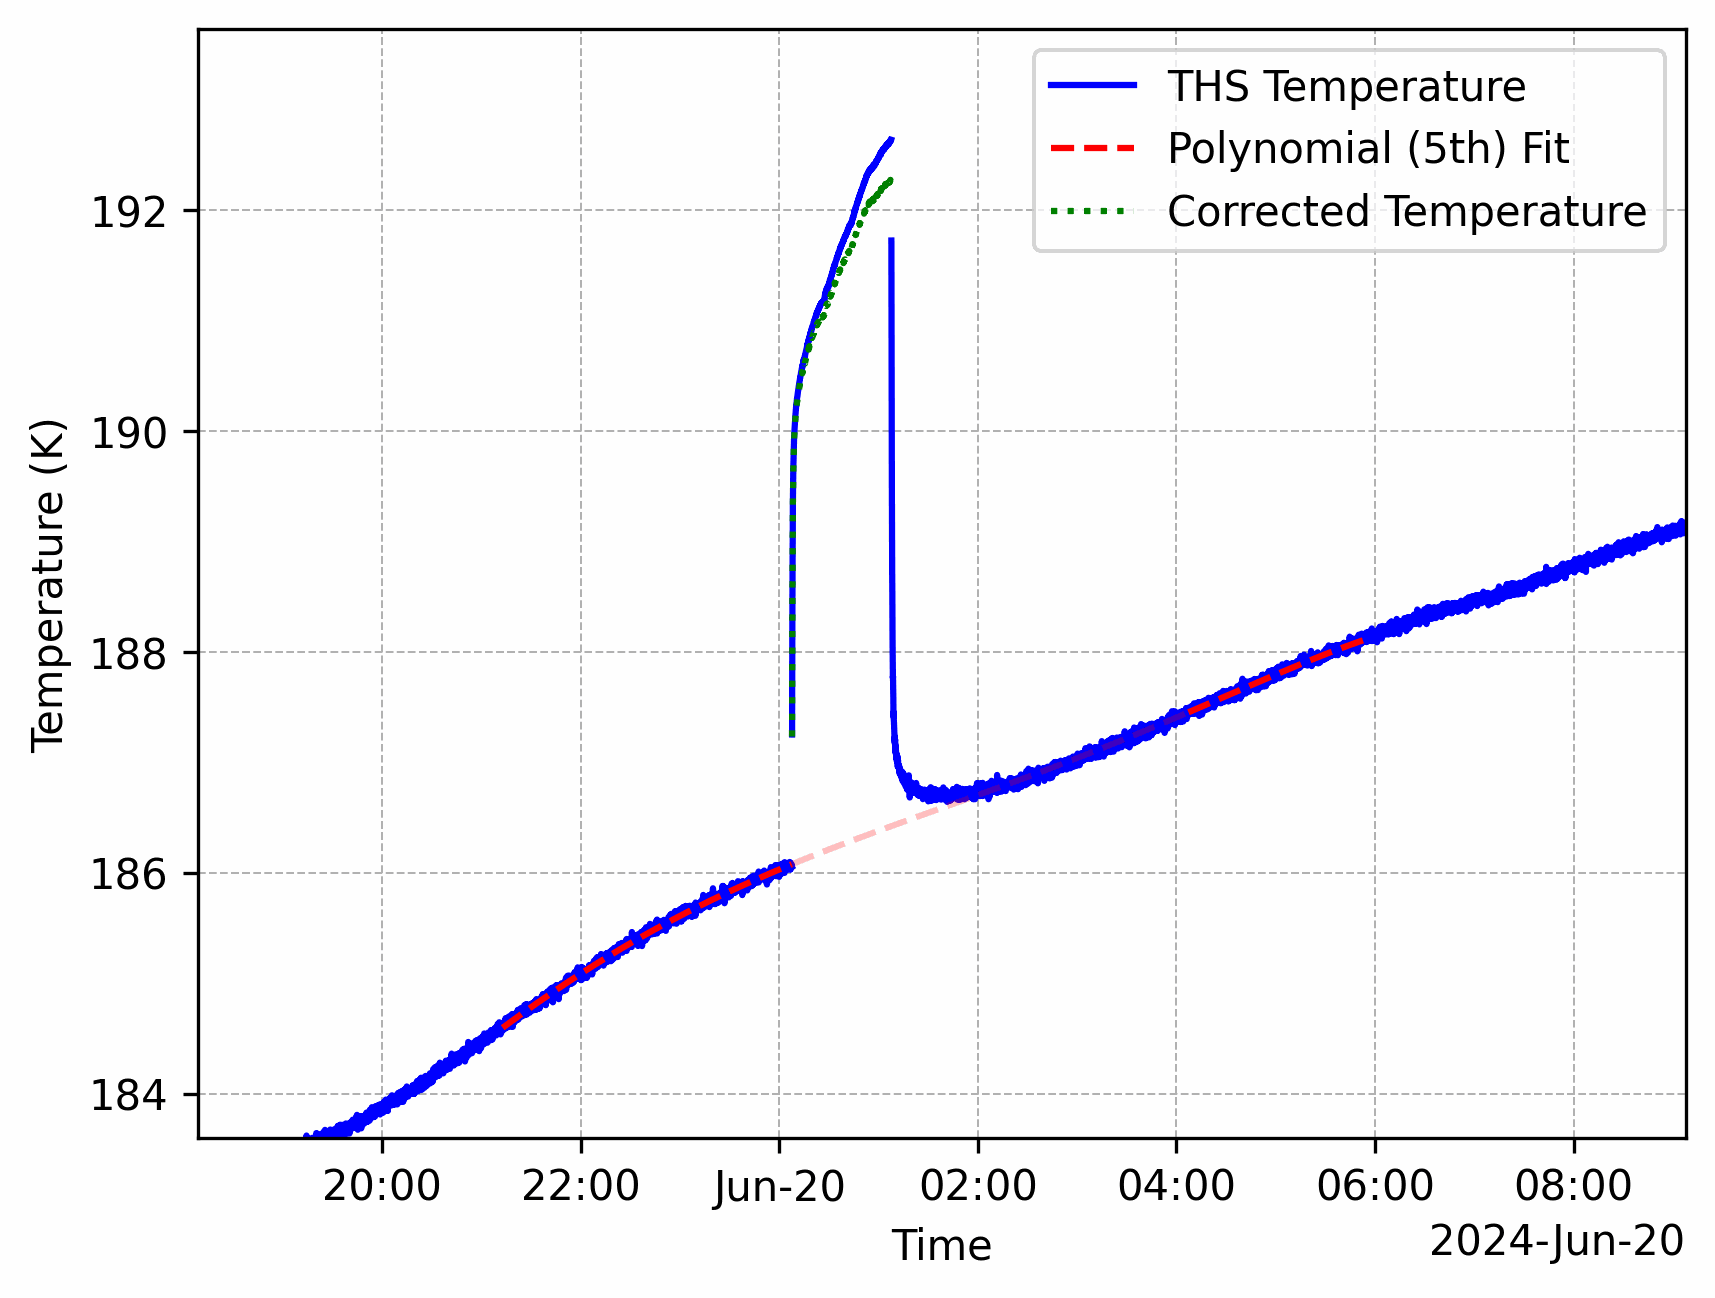 THS Temperature
Polynomial (5th) Fit
Corrected Temperature
192
190
188
186
184
Temperature (K)
20:00 22:00 Jun-20 02:00 04:00 06:00 08:00
Time
2024-Jun-20